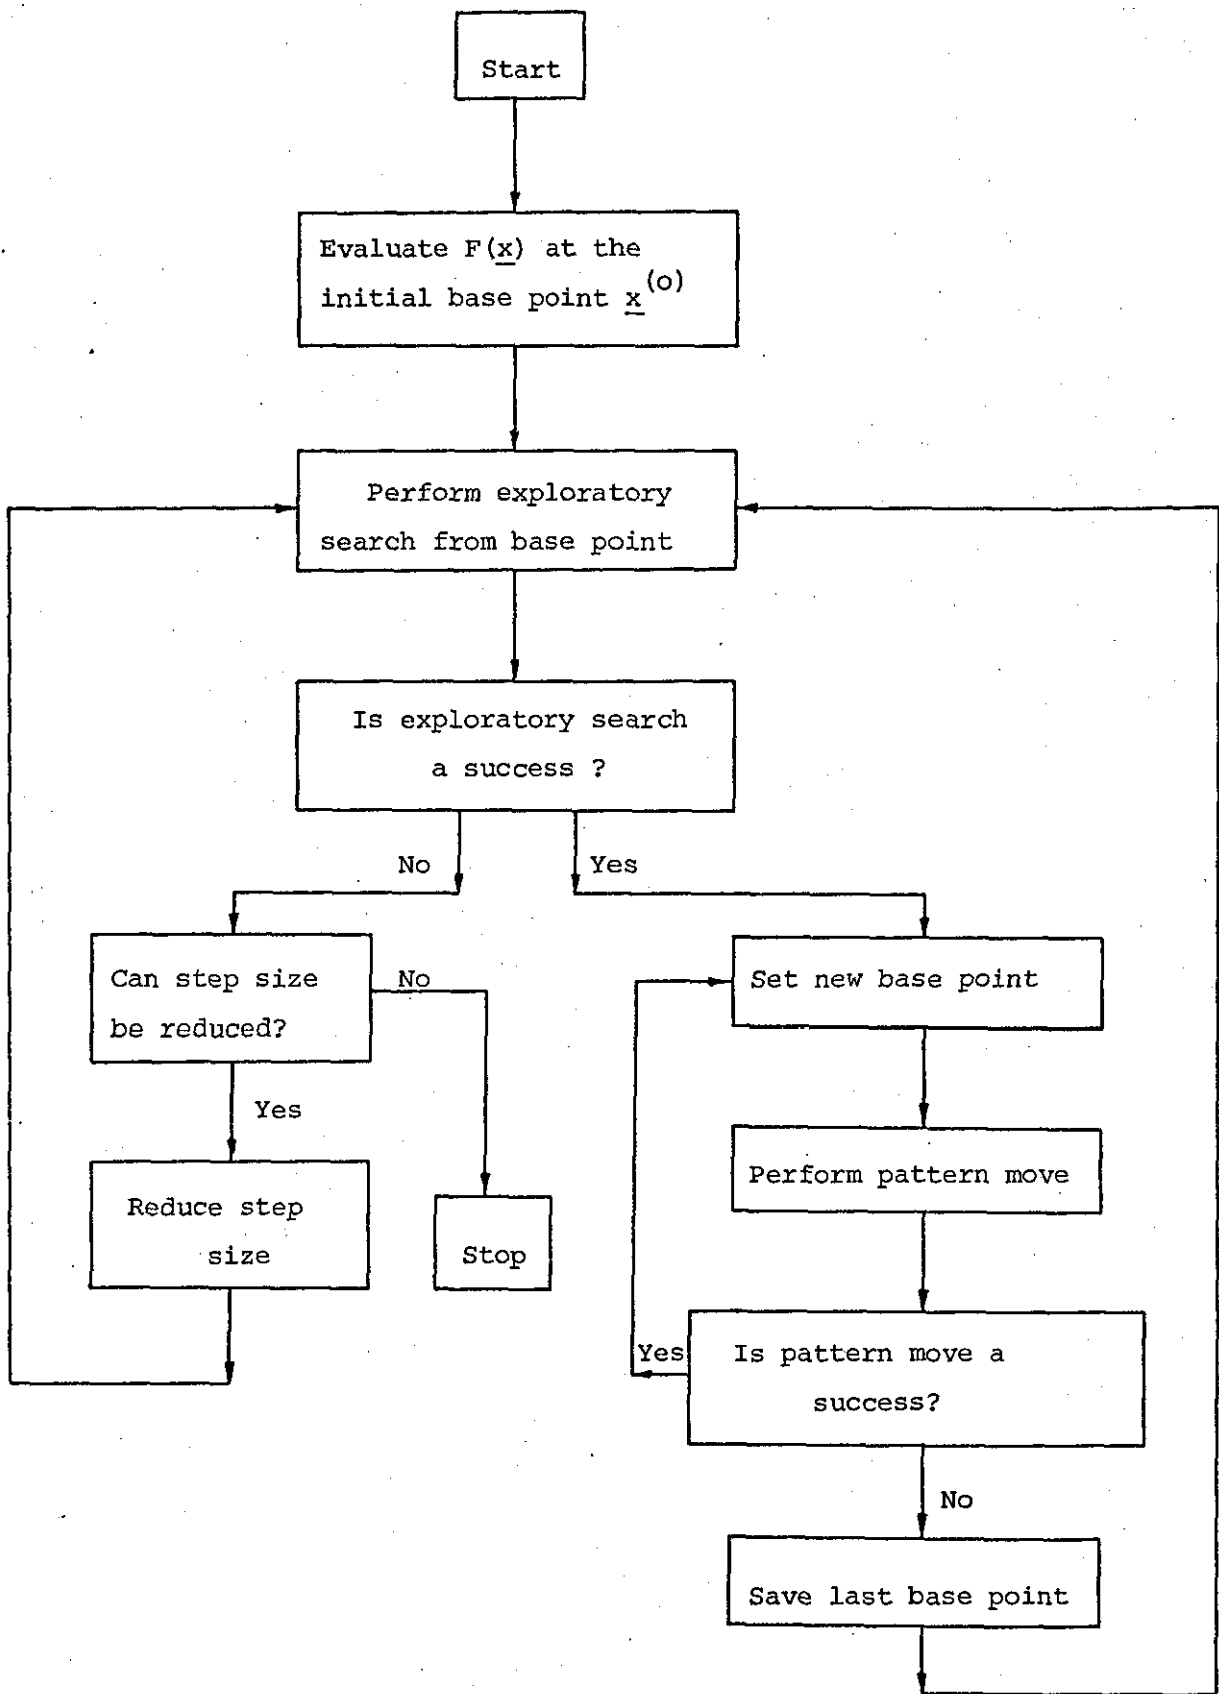 Start
Evaluate F(x) at the
initial base point x(o)
Perform exploratory
search from base point
Is exploratory search
a success ?
No
Yes
Can step size
be reduced?
No
Set new base point
Yes
Perform pattern move
Reduce step
size
Stop
Yes
Is pattern move a
success?
No
Save last base point